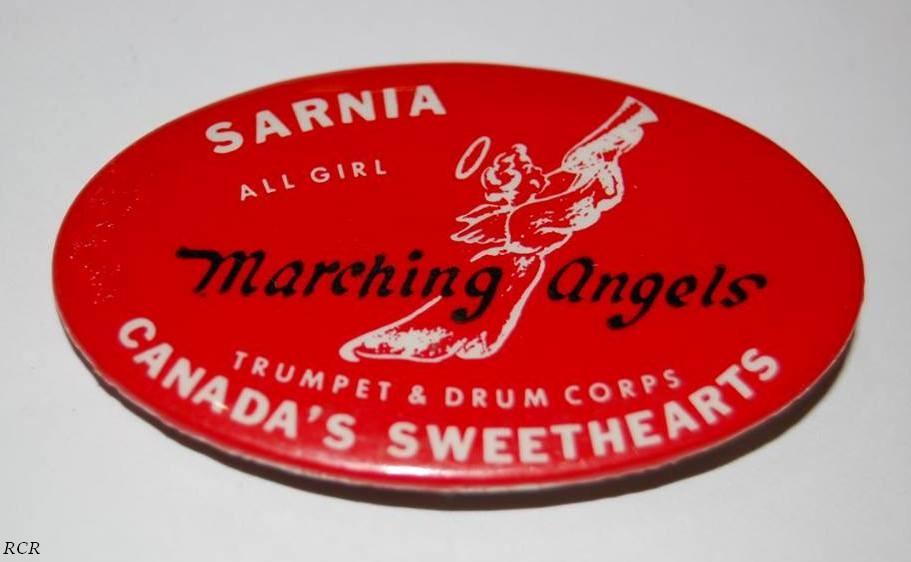 SARNIA
ALL GIRL
Marching Angels
TRUMPET & DRUM CORPS
CANADA'S SWEETHEARTS
RCR